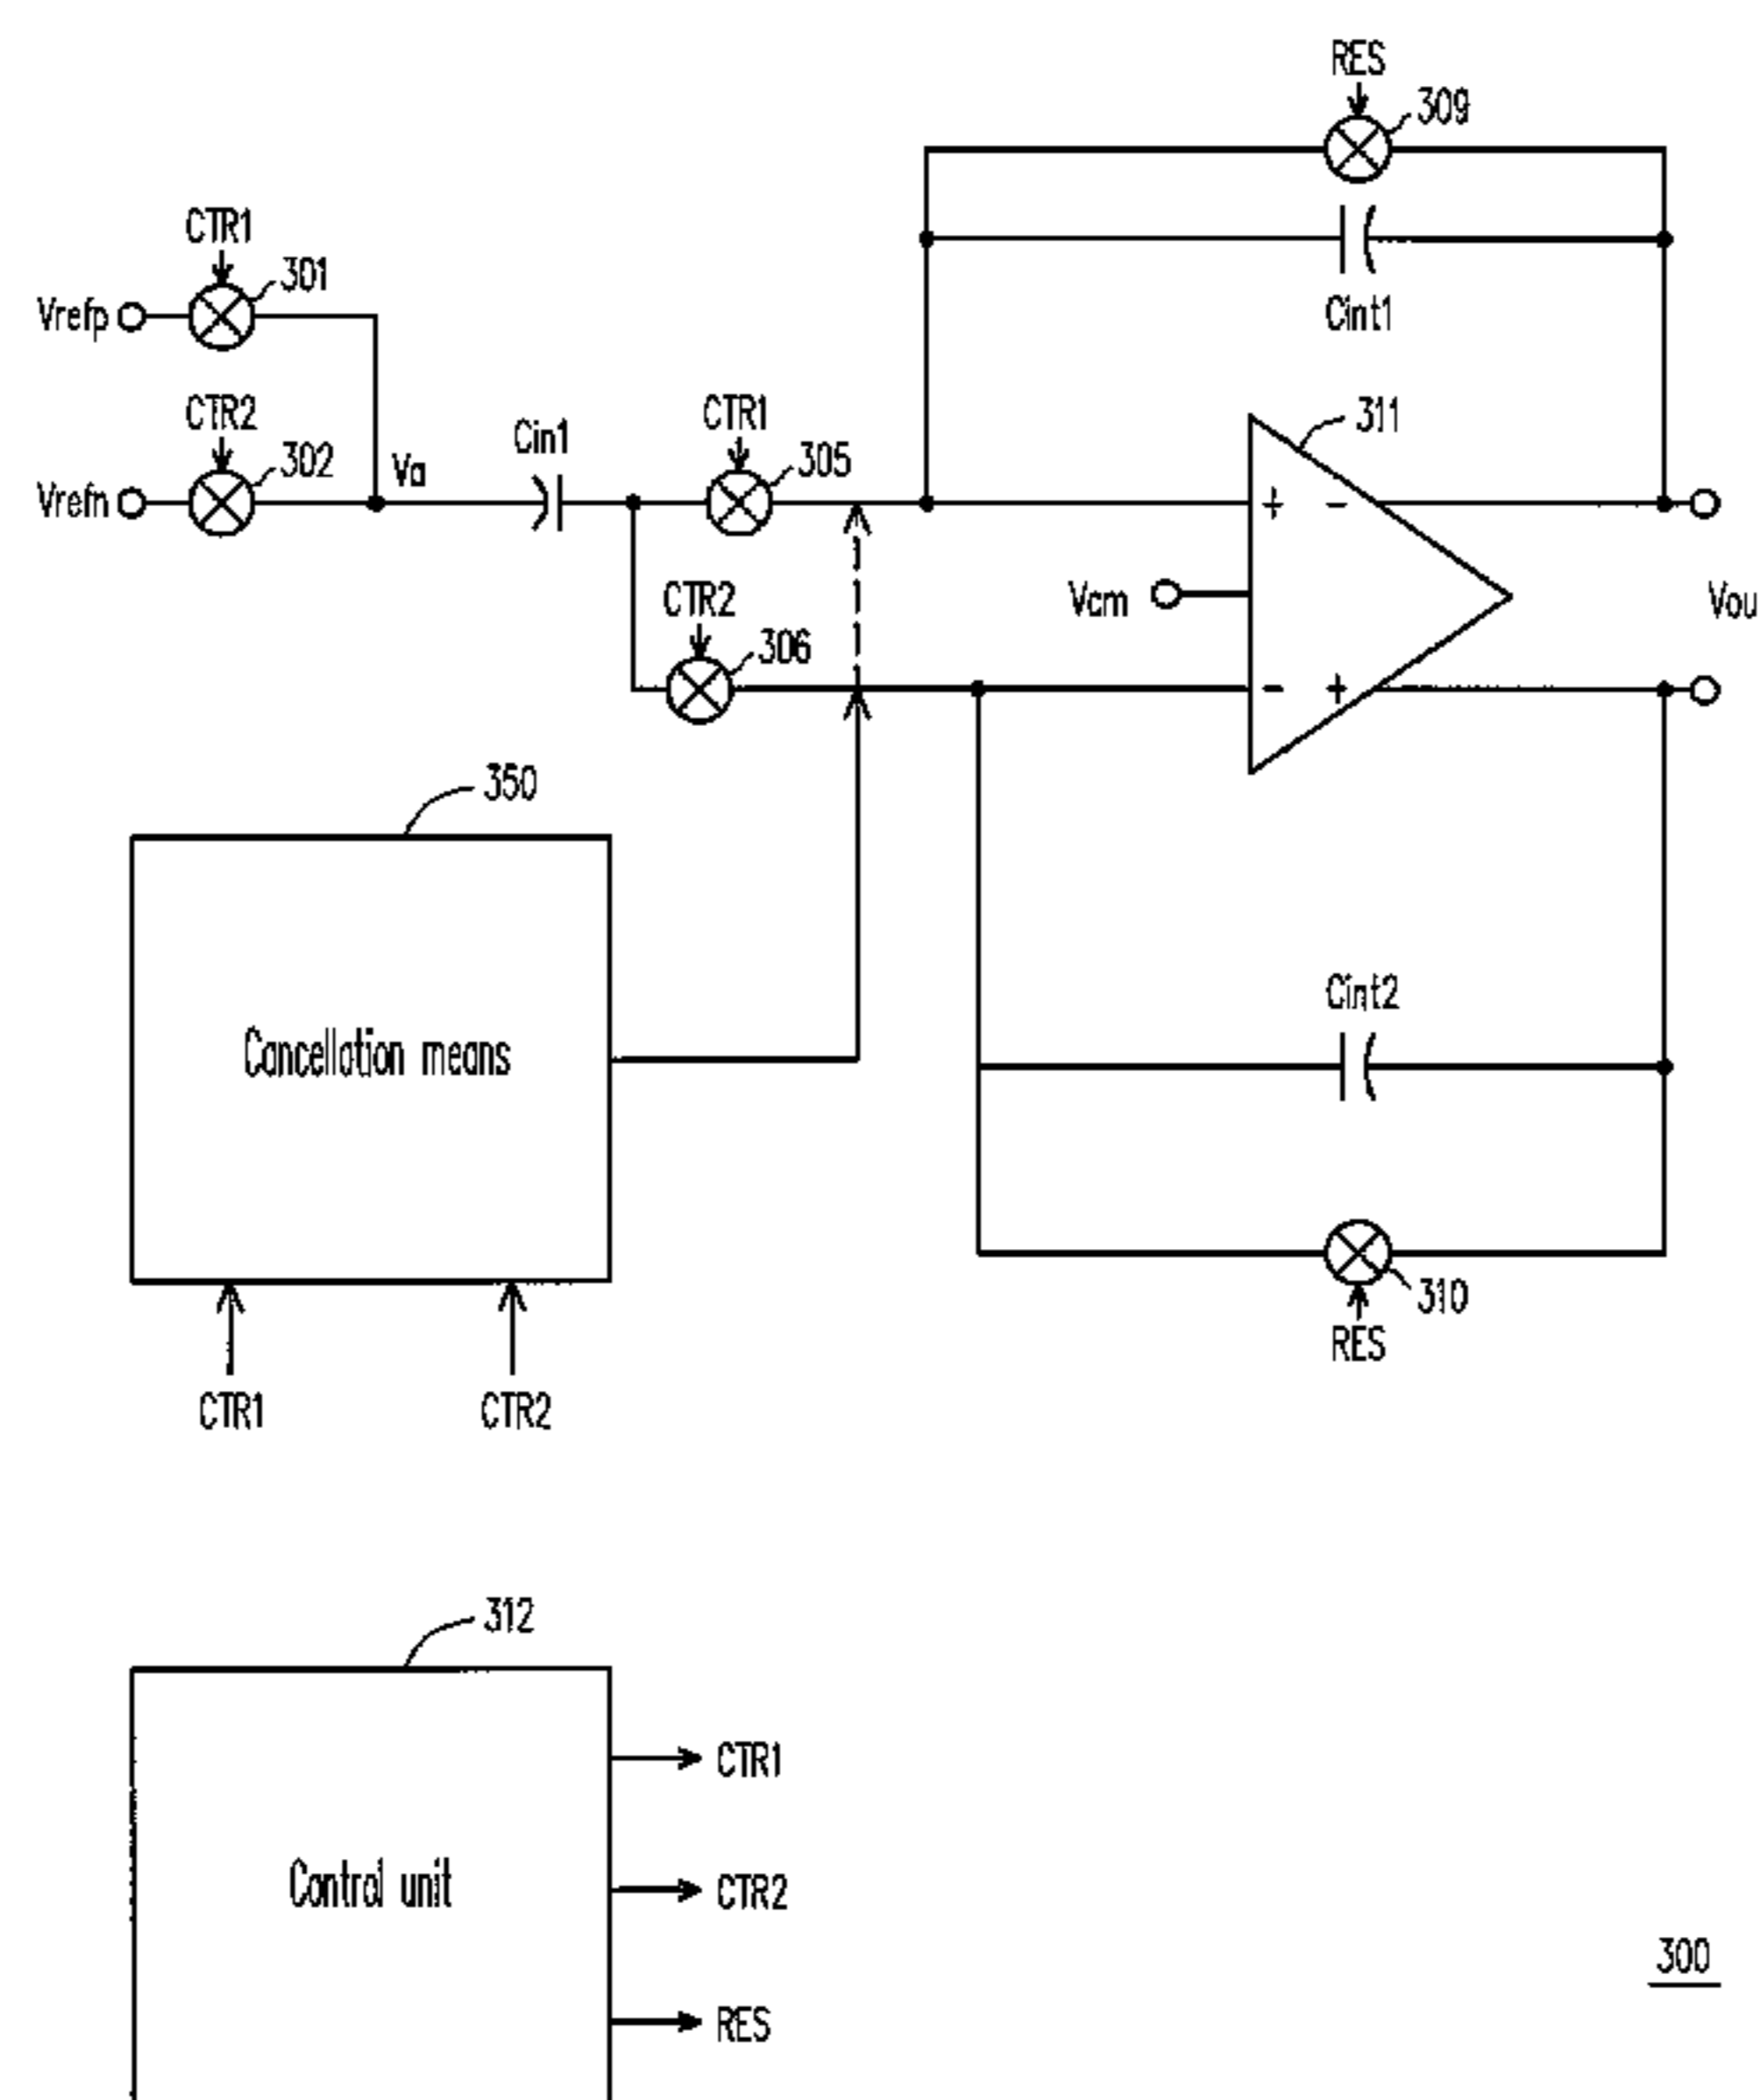 RES
309
CTR1
301
Vrefp
Cint1
CTR2
302
Vrefn
Va
Cin1
CTR1
305
311
+ -
Vcm
Vou
CTR2
306
- +
350
Cancellation means
CTR1
CTR2
Cint2
310
RES
312
Control unit
CTR1
CTR2
RES
300